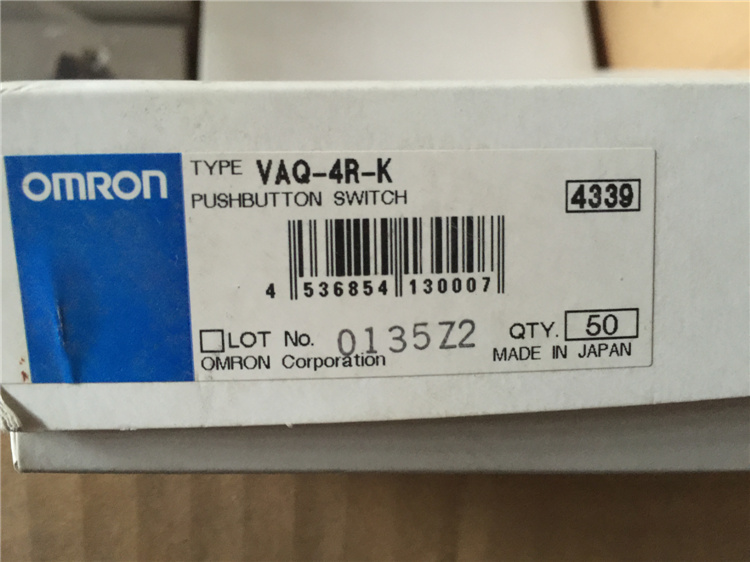 OMRON
TYPE VAQ-4R-K
PUSHBUTTON SWITCH
4339
4 536854 130007
LOT No. 0135Z2
QTY. 50
OMRON Corporation
MADE IN JAPAN